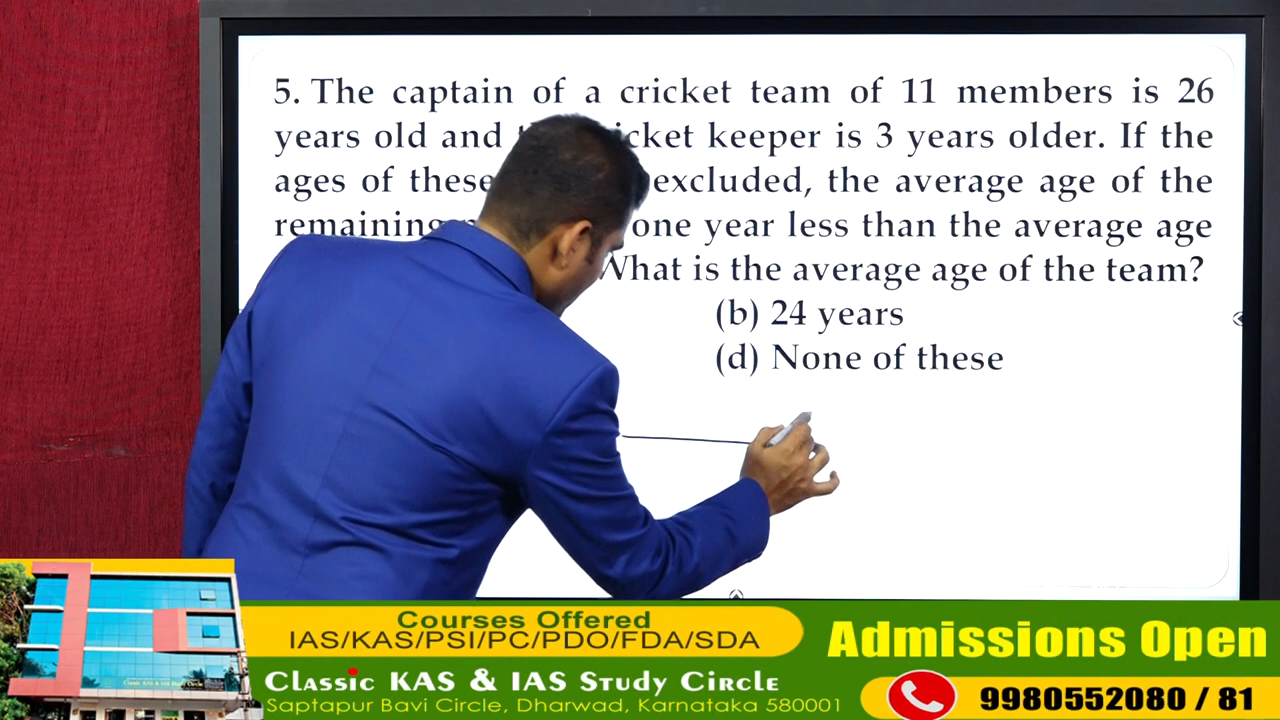 5. The captain of a cricket team of 11 members is 26
years old and keeper is 3 years older. If the
ages of these excluded, the average age of the
remaining one year less than the average age
What is the average age of the team?
(b) 24 years
(d) None of these
Courses Offered
IAS/KAS/PSI/PC/PDO/FDA/SDA
Classic KAS & IAS Study Circle
Saptapur Bavi Circle, Dharwad, Karnataka 580001
Admissions Open
9980552080 / 81